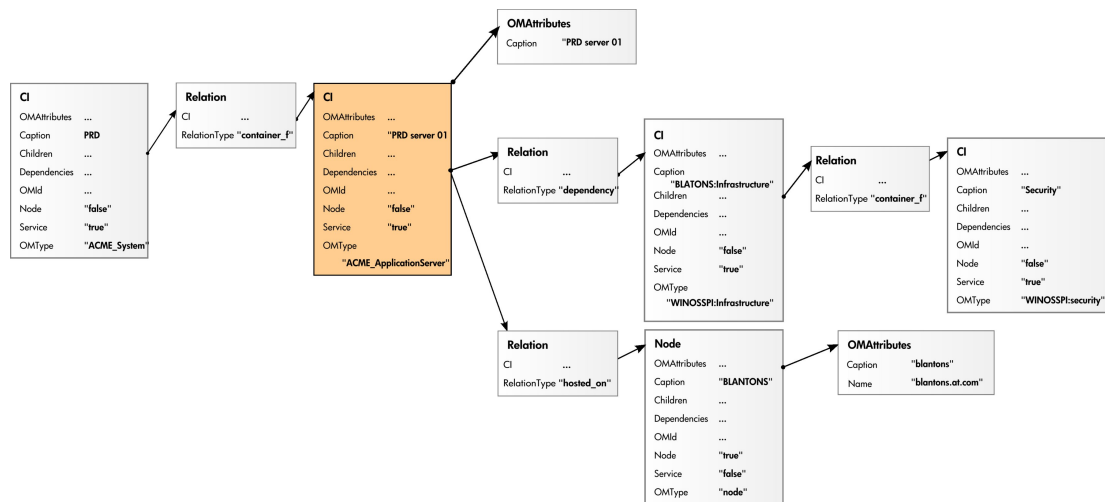 OMAttributes
Caption "PRD server 01
CI
OMAttributes ...
Caption PRD
Children ...
Dependencies ...
OMId ...
Node "false"
Service "true"
OMType "ACME_System"
Relation
CI ...
RelationType "container_f"
CI
OMAttributes ...
Caption "PRD server 01
Children ...
Dependencies ...
OMId ...
Node "false"
Service "true"
OMType
"ACME_ApplicationServer"
Relation
CI ...
RelationType "dependency"
CI
OMAttributes ...
Caption
"BLATONS:Infrastructure"
Children ...
Dependencies ...
OMId ...
Node "false"
Service "true"
OMType
"WINOSSPI:Infrastructure"
Relation
CI ...
RelationType "container_f"
CI
OMAttributes ...
Caption "Security"
Children ...
Dependencies ...
OMId ...
Node "false"
Service "true"
OMType "WINOSSPI:security"
Relation
CI ...
RelationType "hosted_on"
Node
OMAttributes ...
Caption "BLANTONS"
Children ...
Dependencies ...
OMId ...
Node "true"
Service "false"
OMType "node"
OMAttributes
Caption "blantons"
Name "blantons.at.com"